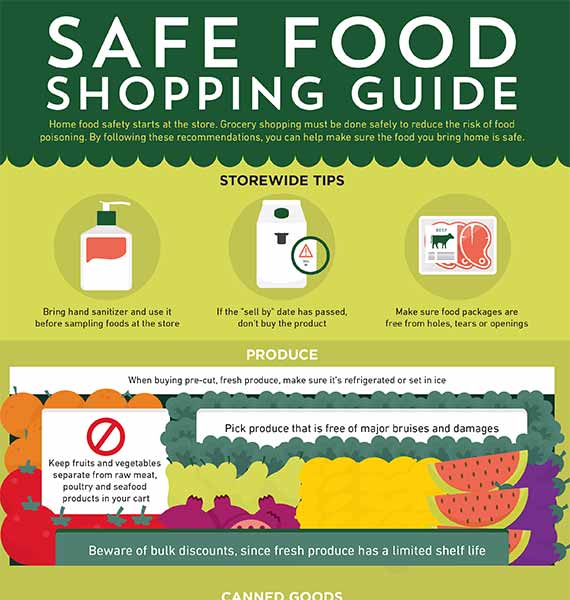 SAFE FOOD
SHOPPING GUIDE
Home food safety starts at the store. Grocery shopping must be done safely to reduce the risk of food
poisoning. By following these recommendations, you can help make sure the food you bring home is safe.
STOREWIDE TIPS
BEEF
Bring hand sanitizer and use it
before sampling foods at the store
If the "sell by" date has passed,
don't buy the product
Make sure food packages are
free from holes, tears or openings
PRODUCE
When buying pre-cut, fresh produce, make sure it's refrigerated or set in ice
Pick produce that is free of major bruises and damages
Keep fruits and vegetables
separate from raw meat,
poultry and seafood
products in your cart
Beware of bulk discounts, since fresh produce has a limited shelf life
CANNED GOODS